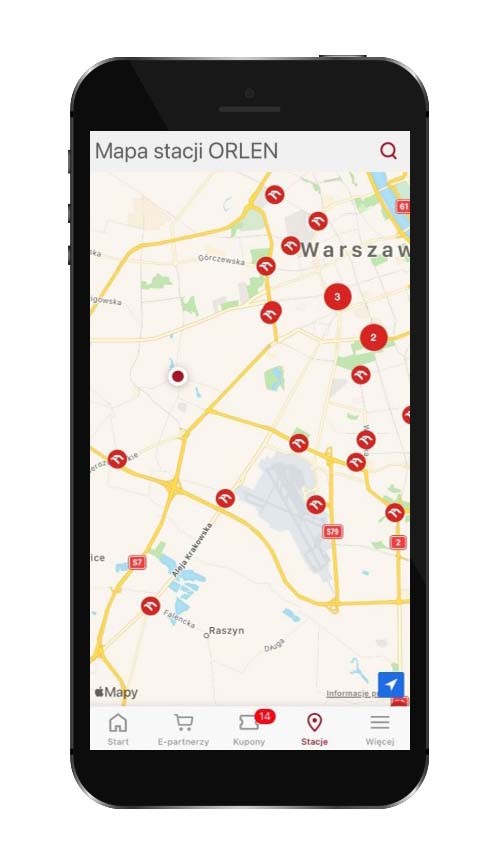 Mapa stacji ORLEN
61
Warszaw
Górczewska
3
2
S79
2
S7
Aleja Krakowska
Falencka
Raszyn
Długa
Mapy
Informacje p
14
Start
E-partnerzy
Kupony
Stacje
Więcej